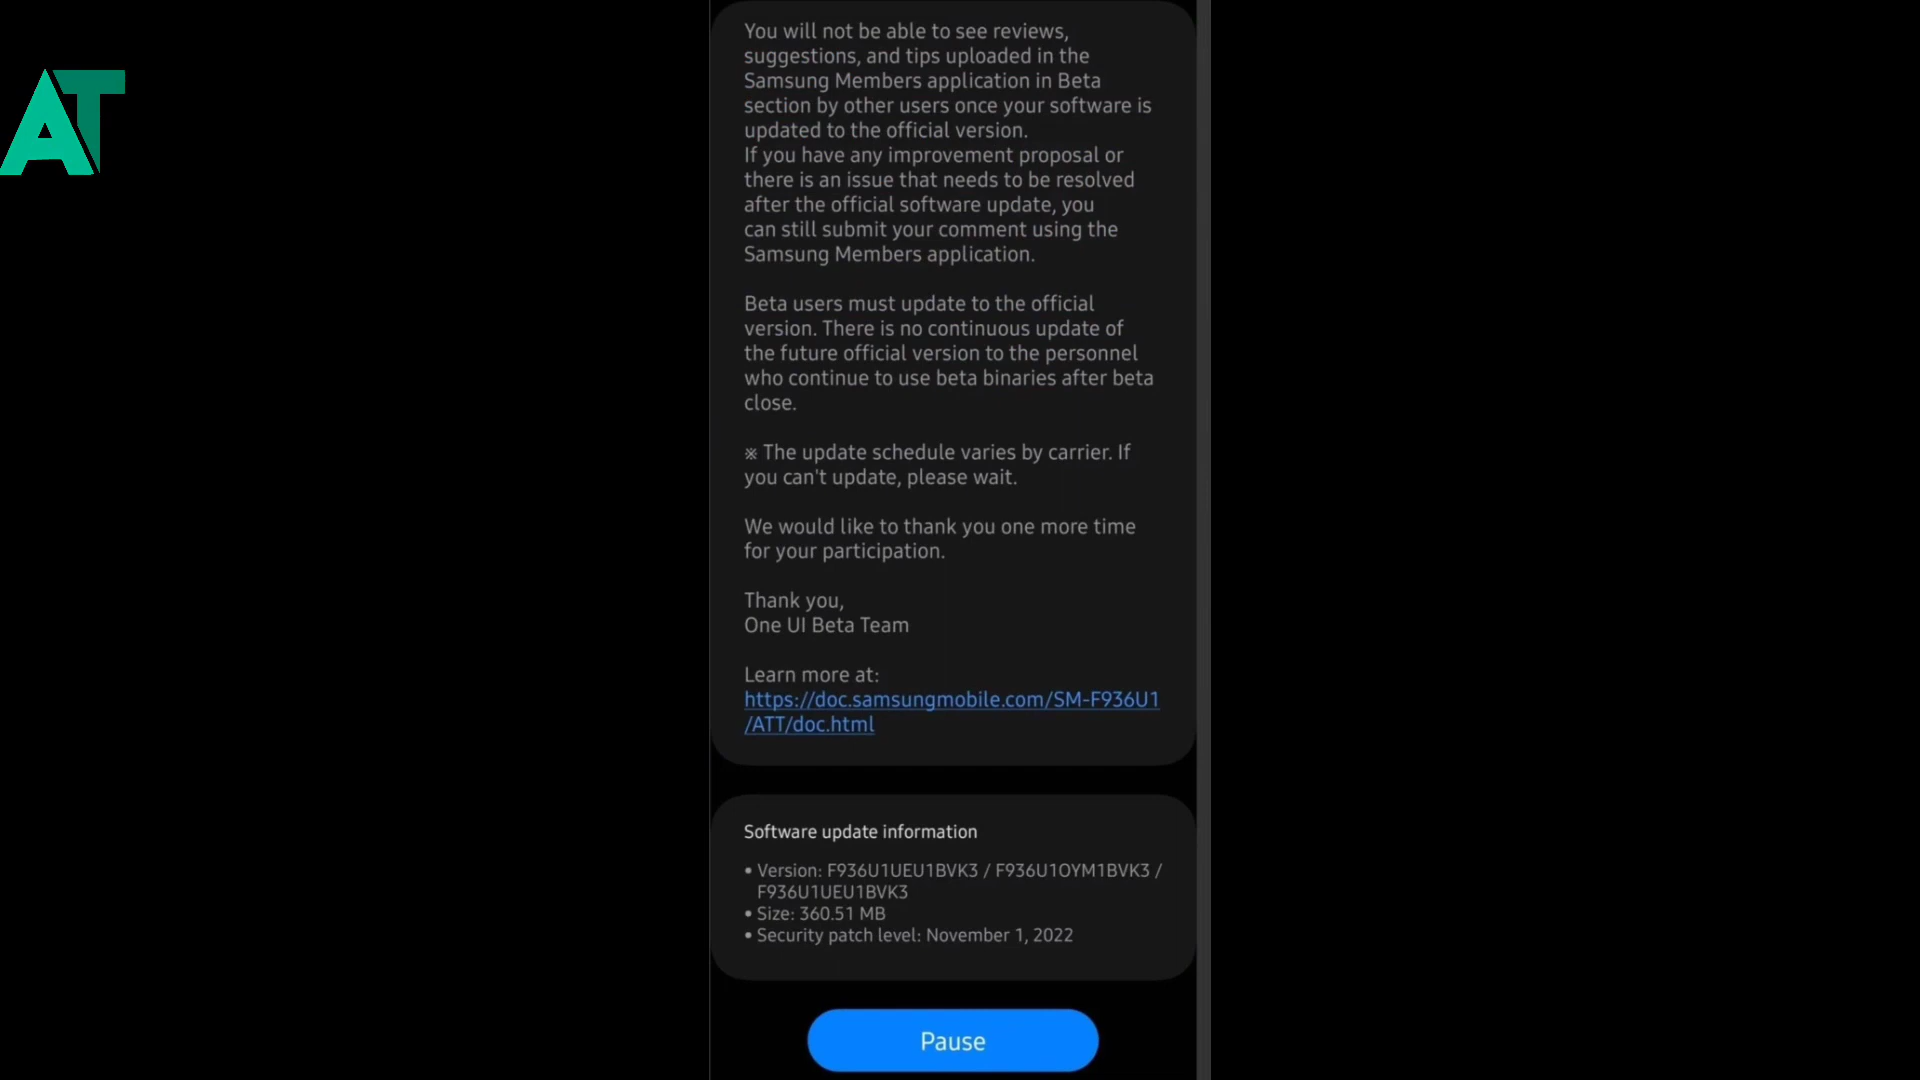 AT
You will not be able to see reviews,
suggestions, and tips uploaded in the
Samsung Members application in Beta
section by other users once your software is
updated to the official version.
If you have any improvement proposal or
there is an issue that needs to be resolved
after the official software update, you
can still submit your comment using the
Samsung Members application.
Beta users must update to the official
version. There is no continuous update of
the future official version to the personnel
who continue to use beta binaries after beta
close.
※ The update schedule varies by carrier. If
you can't update, please wait.
We would like to thank you one more time
for your participation.
Thank you,
One UI Beta Team
Learn more at:
https://doc.samsungmobile.com/SM-F936U1
/ATT/doc.html
Software update information
• Version: F936U1UEU1BVK3 / F936U1OYM1BVK3 /
F936U1UEU1BVK3
• Size: 360.51 MB
• Security patch level: November 1, 2022
Pause